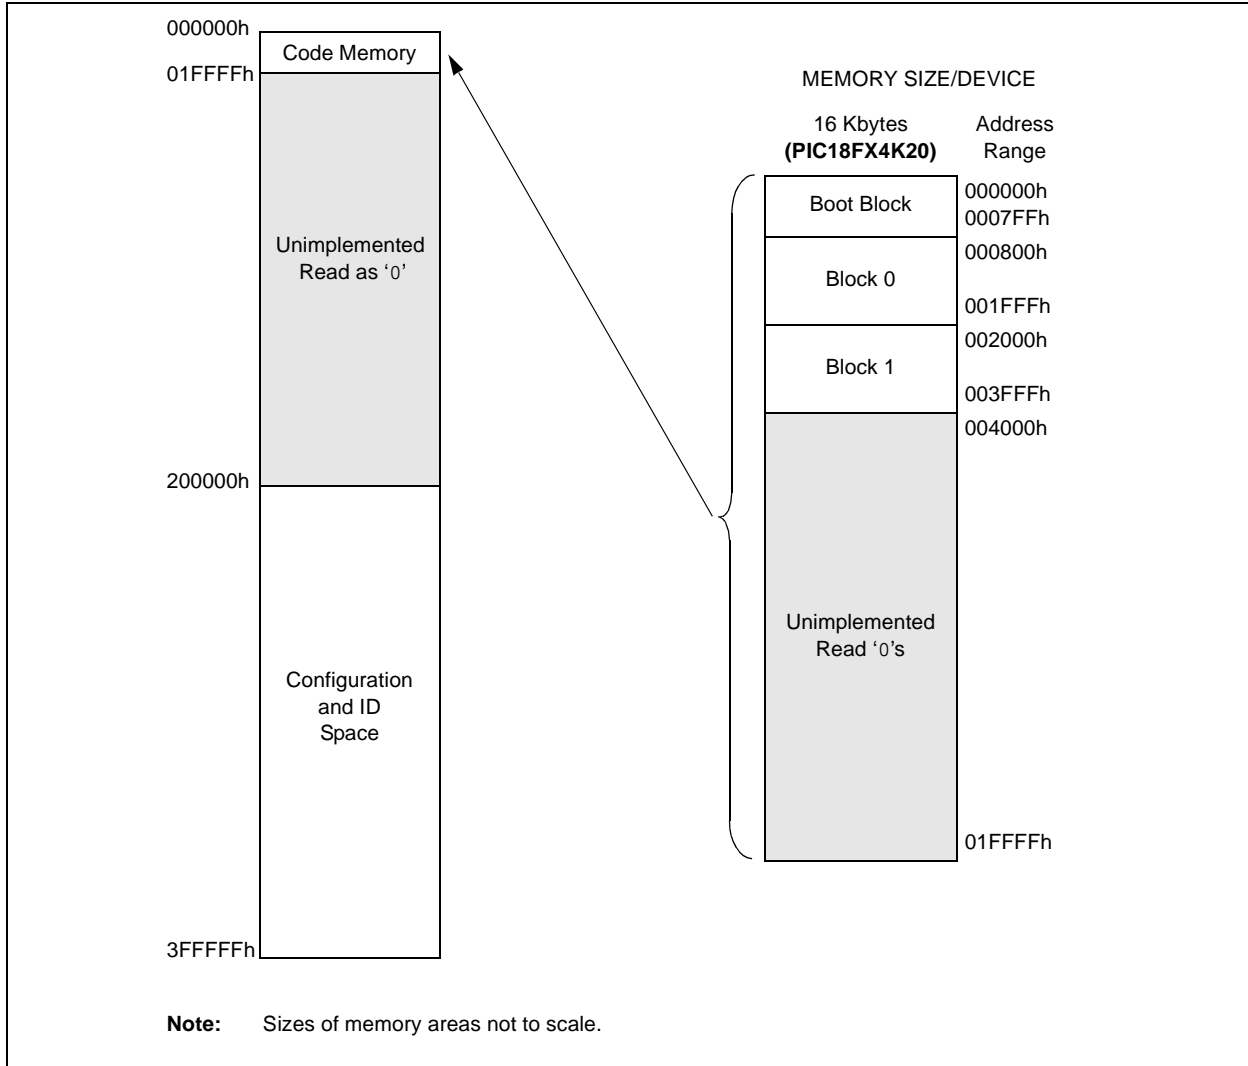 000000h
Code Memory
01FFFFh
Unimplemented
Read as ‘0’
200000h
Configuration
and ID
Space
3FFFFFh
MEMORY SIZE/DEVICE
16 Kbytes
(PIC18FX4K20)
Address
Range
Boot Block
000000h
0007FFh
000800h
Block 0
001FFFh
002000h
Block 1
003FFFh
004000h
Unimplemented
Read ‘0’s
01FFFFh
Note: Sizes of memory areas not to scale.